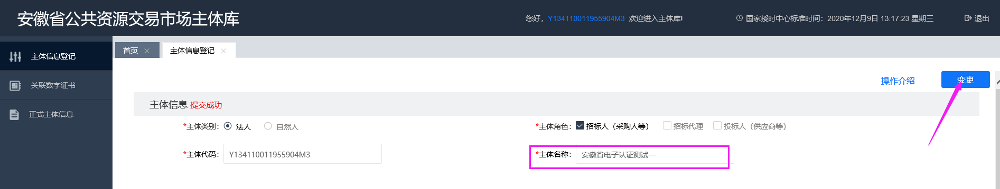 安徽省公共资源交易市场主体库
您好，Y134110011955904M3 欢迎进入主体库!
国家授时中心标准时间：2020年12月9日 13:17:23 星期三
退出
主体信息登记
关联数字证书
正式主体信息
首页
主体信息登记
操作介绍
变更
主体信息 提交成功
*主体类别： 法人 自然人
*主体角色： 招标人（采购人等） 招标代理 投标人（供应商等）
*主体代码： Y134110011955904M3
*主体名称： 安徽省电子认证测试一